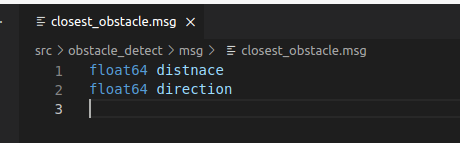 closest_obstacle.msg ×
src > obstacle_detect > msg > closest_obstacle.msg
1 float64 distnace
2 float64 direction
3